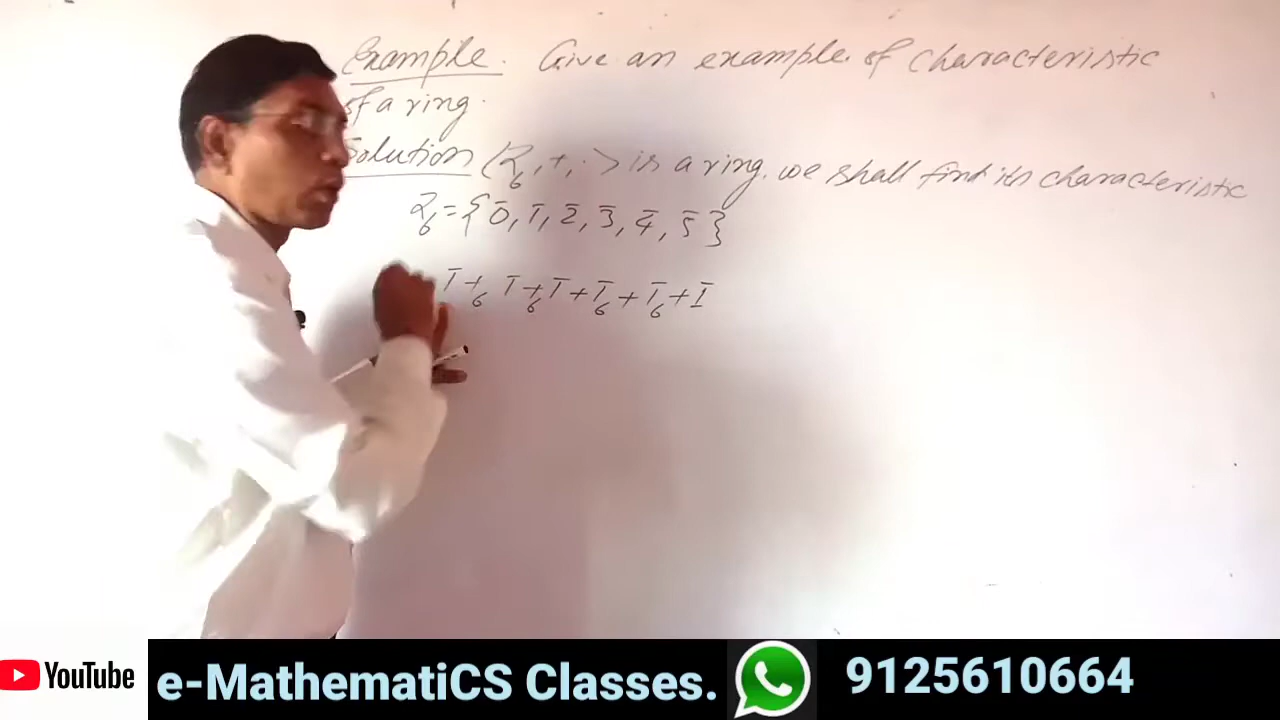 Example. Give an example of characteristic
of a ring.
Solution (Z₆, +, ·) is a ring. we shall find its characteristic
Z₆ = { 0̄, 1̄, 2̄, 3̄, 4̄, 5̄ }
1̄ +₆ 1̄ +₆ 1̄ +₆ 1̄ +₆ 1̄ +₆ 1̄
YouTube e-MathematiCS Classes. 9125610664